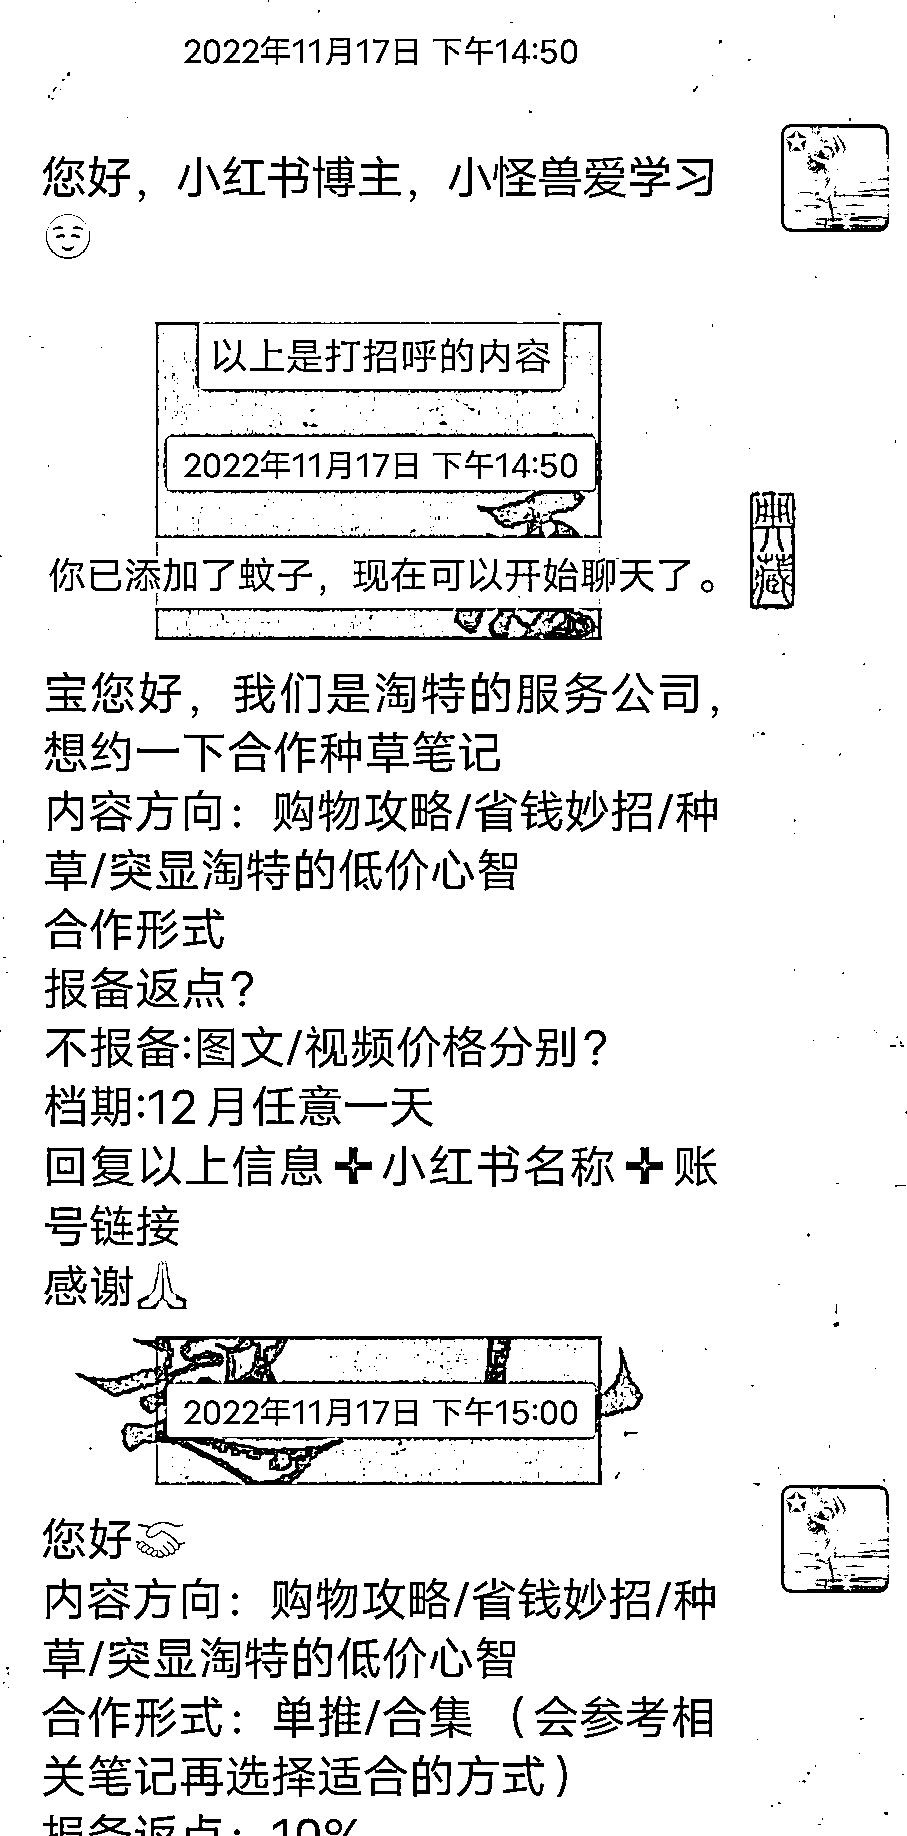 2022年11月17日 下午14:50
您好，小红书博主，小怪兽爱学习
😊
以上是打招呼的内容
2022年11月17日 下午14:50
你已添加了蚊子，现在可以开始聊天了。
宝您好，我们是淘特的服务公司，
想约一下合作种草笔记
内容方向：购物攻略/省钱妙招/种
草/突显淘特的低价心智
合作形式
报备返点？
不报备:图文/视频价格分别？
档期:12月任意一天
回复以上信息➕小红书名称➕账
号链接
感谢🙏
2022年11月17日 下午15:00
您好🤝
内容方向：购物攻略/省钱妙招/种
草/突显淘特的低价心智
合作形式：单推/合集（会参考相
关笔记再选择适合的方式）
报备返点：10%